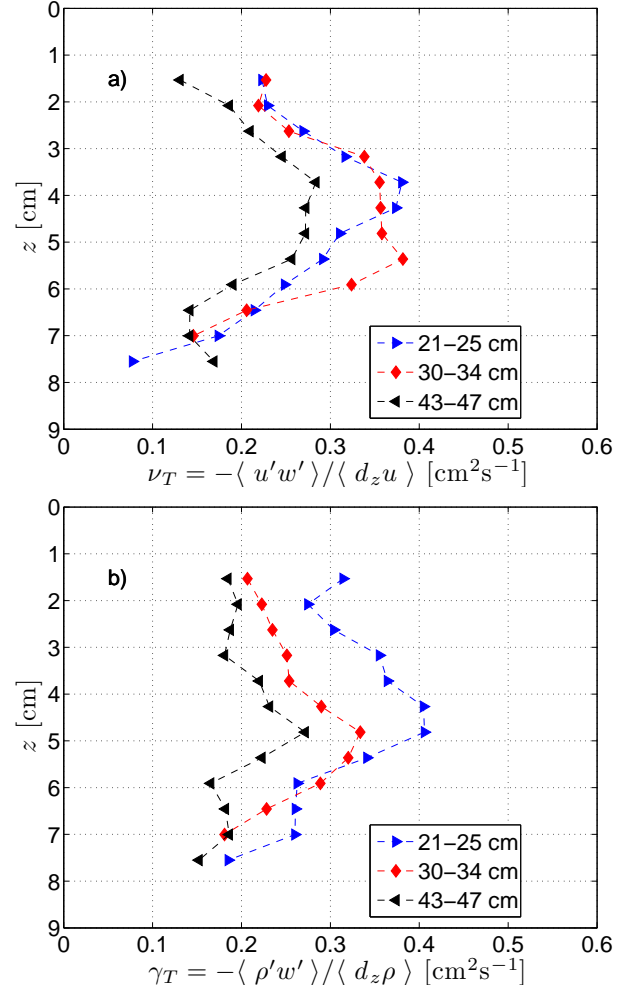 0
1
a)
2
3
4
z [cm]
5
6
7
21−25 cm
30−34 cm
8
43−47 cm
9
0 0.1 0.2 0.3 0.4 0.5 0.6
ν_T = −⟨ u′w′ ⟩/⟨ d_z u ⟩ [cm²s⁻¹]
0
1
b)
2
3
4
z [cm]
5
6
7
21−25 cm
30−34 cm
8
43−47 cm
9
0 0.1 0.2 0.3 0.4 0.5 0.6
γ_T = −⟨ ρ′w′ ⟩/⟨ d_z ρ ⟩ [cm²s⁻¹]